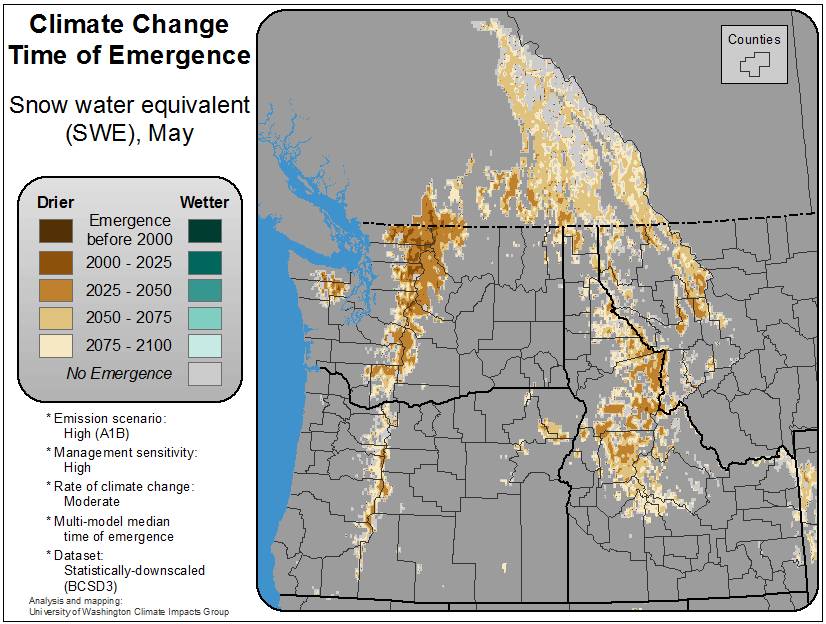 Climate Change
Time of Emergence
Snow water equivalent
(SWE), May
Drier
Wetter
Emergence
before 2000
2000 - 2025
2025 - 2050
2050 - 2075
2075 - 2100
No Emergence
* Emission scenario:
High (A1B)
* Management sensitivity:
High
* Rate of climate change:
Moderate
* Multi-model median
time of emergence
* Dataset:
Statistically-downscaled
(BCSD3)
Analysis and mapping:
University of Washington Climate Impacts Group
Counties